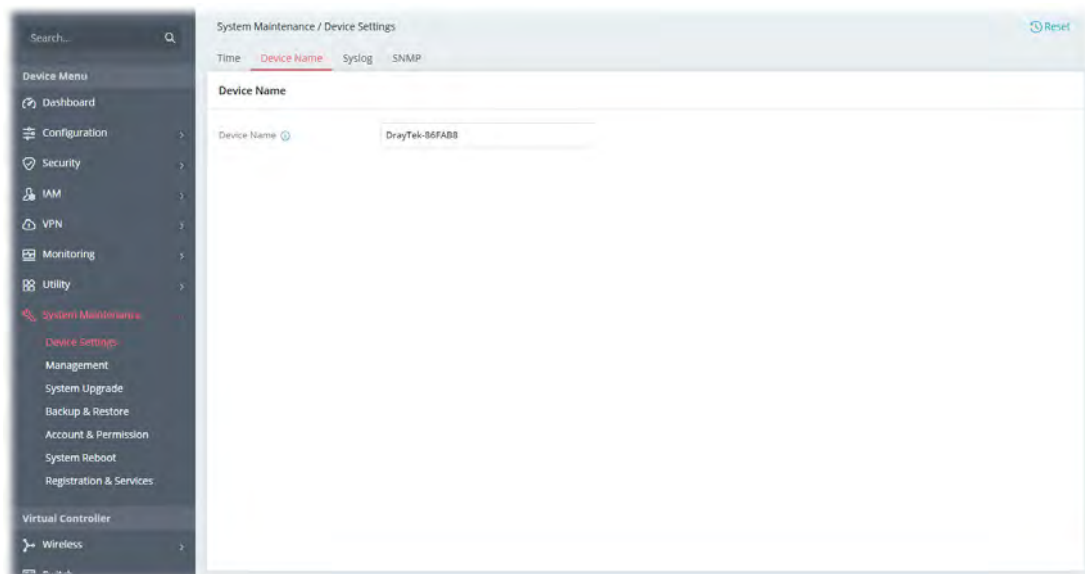 Search...
Device Menu
Dashboard
Configuration
Security
IAM
VPN
Monitoring
Utility
System Maintenance
Device Settings
Management
System Upgrade
Backup & Restore
Account & Permission
System Reboot
Registration & Services
Virtual Controller
Wireless
Switch
System Maintenance / Device Settings
Reset
Time Device Name Syslog SNMP
Device Name
Device Name DrayTek-86FAB8